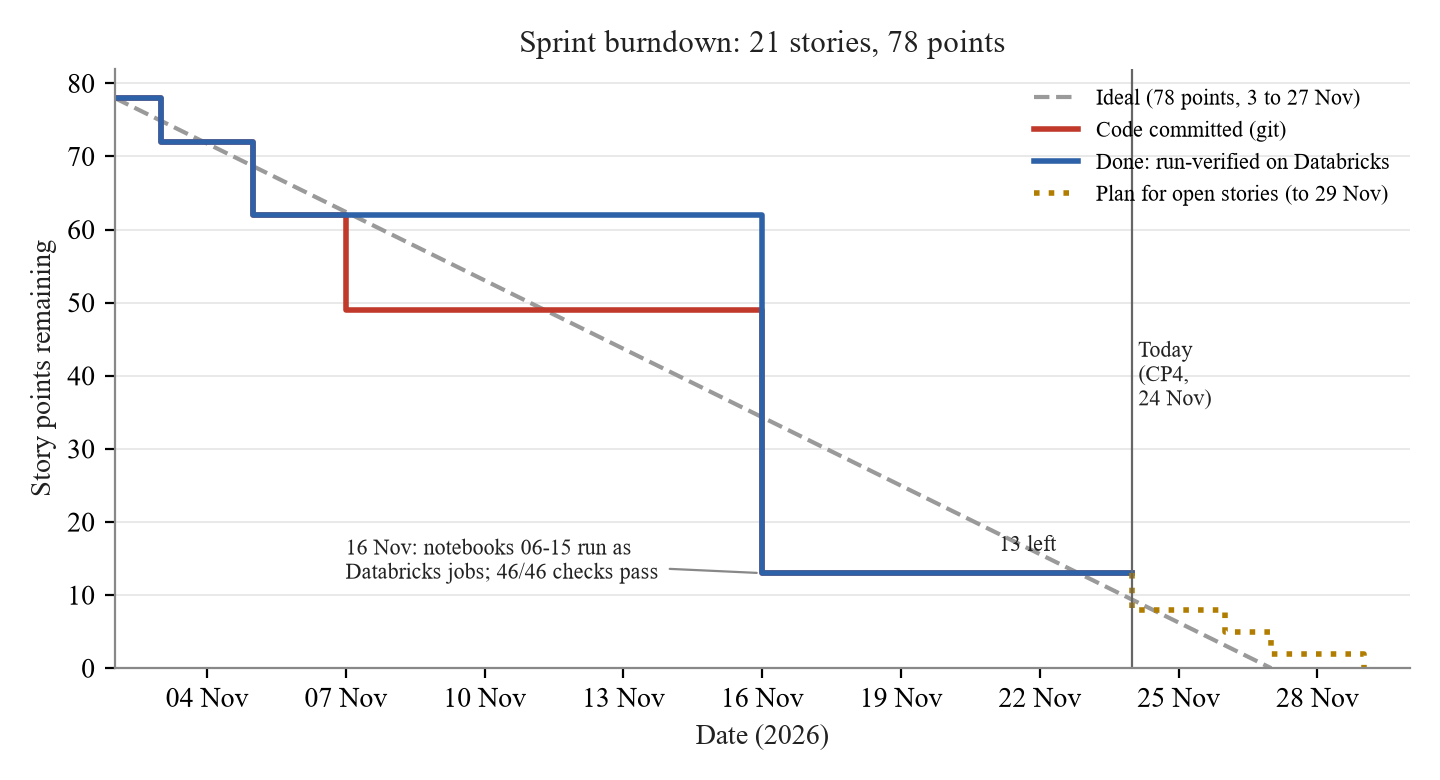 Sprint burndown: 21 stories, 78 points
80
70
60
50
40
30
20
10
0
Story points remaining
Ideal (78 points, 3 to 27 Nov)
Code committed (git)
Done: run-verified on Databricks
Plan for open stories (to 29 Nov)
Today
(CP4,
24 Nov)
13 left
16 Nov: notebooks 06-15 run as
Databricks jobs; 46/46 checks pass
04 Nov
07 Nov
10 Nov
13 Nov
16 Nov
19 Nov
22 Nov
25 Nov
28 Nov
Date (2026)